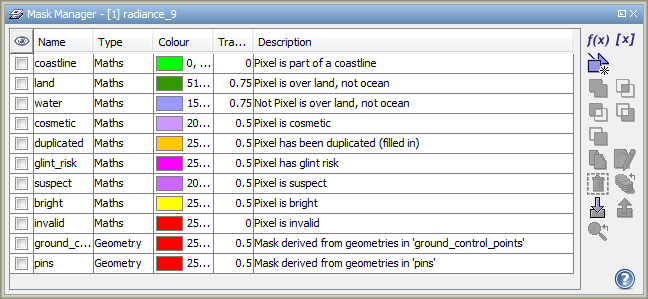 Mask Manager - [1] radiance_9
Name Type Colour Tra... Description
coastline Maths 0, ... 0 Pixel is part of a coastline
land Maths 51... 0.75 Pixel is over land, not ocean
water Maths 15... 0.75 Not Pixel is over land, not ocean
cosmetic Maths 20... 0.5 Pixel is cosmetic
duplicated Maths 25... 0.5 Pixel has been duplicated (filled in)
glint_risk Maths 25... 0.5 Pixel has glint risk
suspect Maths 20... 0.5 Pixel is suspect
bright Maths 25... 0.5 Pixel is bright
invalid Maths 25... 0 Pixel is invalid
ground_c... Geometry 25... 0.5 Mask derived from geometries in 'ground_control_points'
pins Geometry 25... 0.5 Mask derived from geometries in 'pins'
f(x) [x]
?